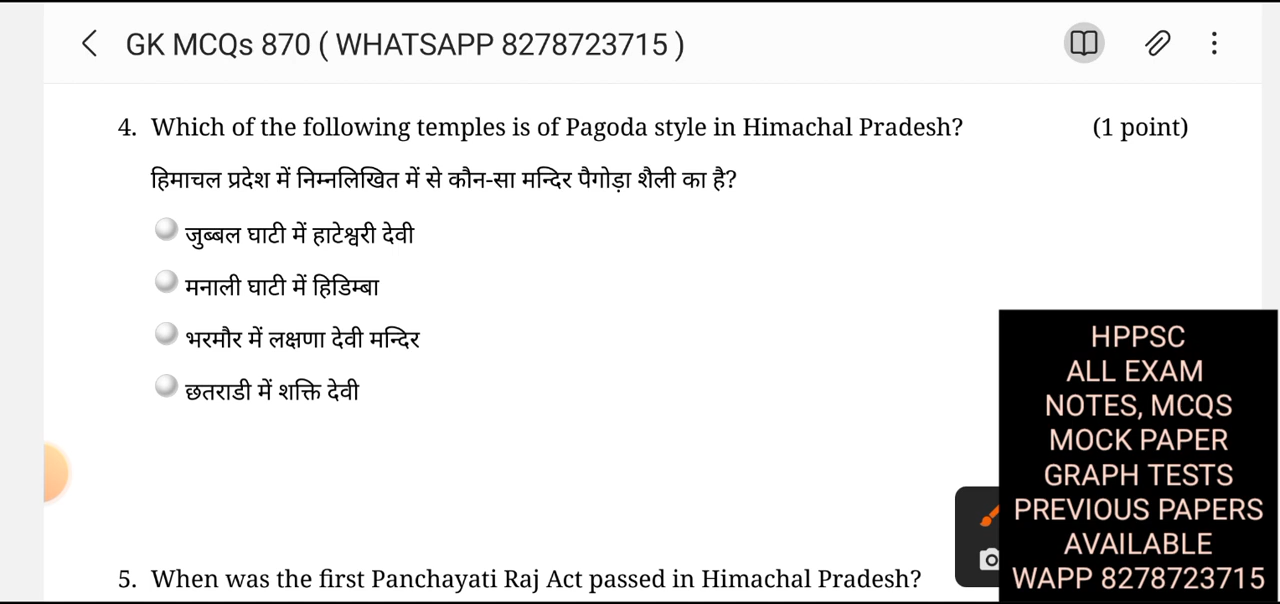 GK MCQs 870 ( WHATSAPP 8278723715 )
4. Which of the following temples is of Pagoda style in Himachal Pradesh? (1 point)
हिमाचल प्रदेश में निम्नलिखित में से कौन-सा मन्दिर पैगोड़ा शैली का है?
जुब्बल घाटी में हाटेश्वरी देवी
मनाली घाटी में हिडिम्बा
भरमौर में लक्षणा देवी मन्दिर
छतराडी में शक्ति देवी
HPPSC
ALL EXAM
NOTES, MCQS
MOCK PAPER
GRAPH TESTS
PREVIOUS PAPERS
AVAILABLE
WAPP 8278723715
5. When was the first Panchayati Raj Act passed in Himachal Pradesh?